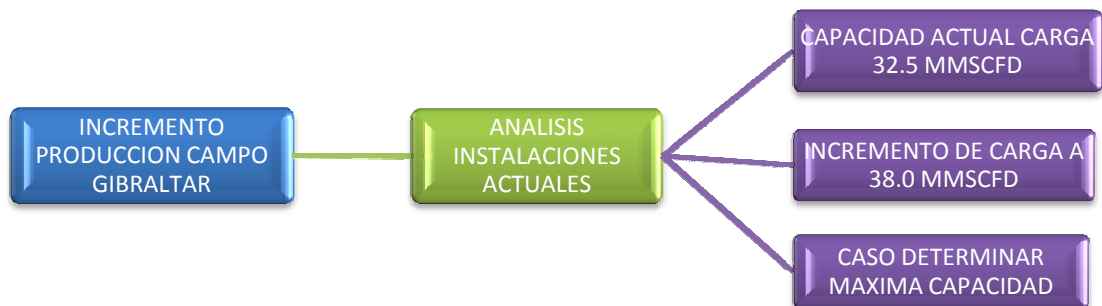 INCREMENTO
PRODUCCION CAMPO
GIBRALTAR
ANALISIS
INSTALACIONES
ACTUALES
CAPACIDAD ACTUAL CARGA
32.5 MMSCFD
INCREMENTO DE CARGA A
38.0 MMSCFD
CASO DETERMINAR
MAXIMA CAPACIDAD